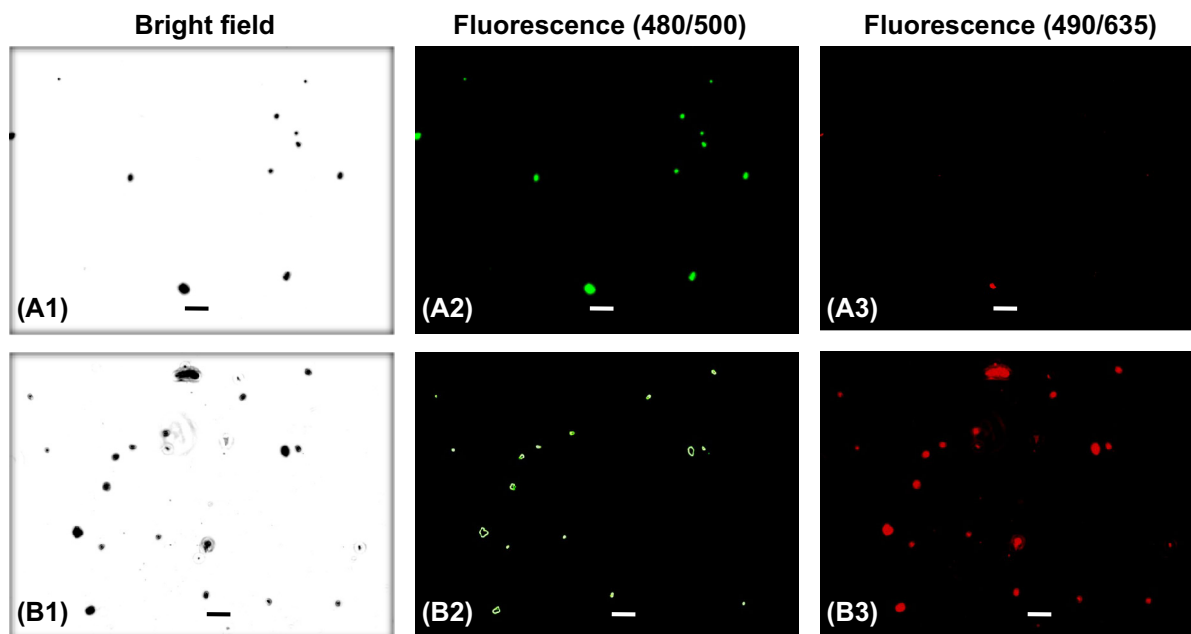 Bright field
Fluorescence (480/500)
Fluorescence (490/635)
(A1)
(A2)
(A3)
(B1)
(B2)
(B3)